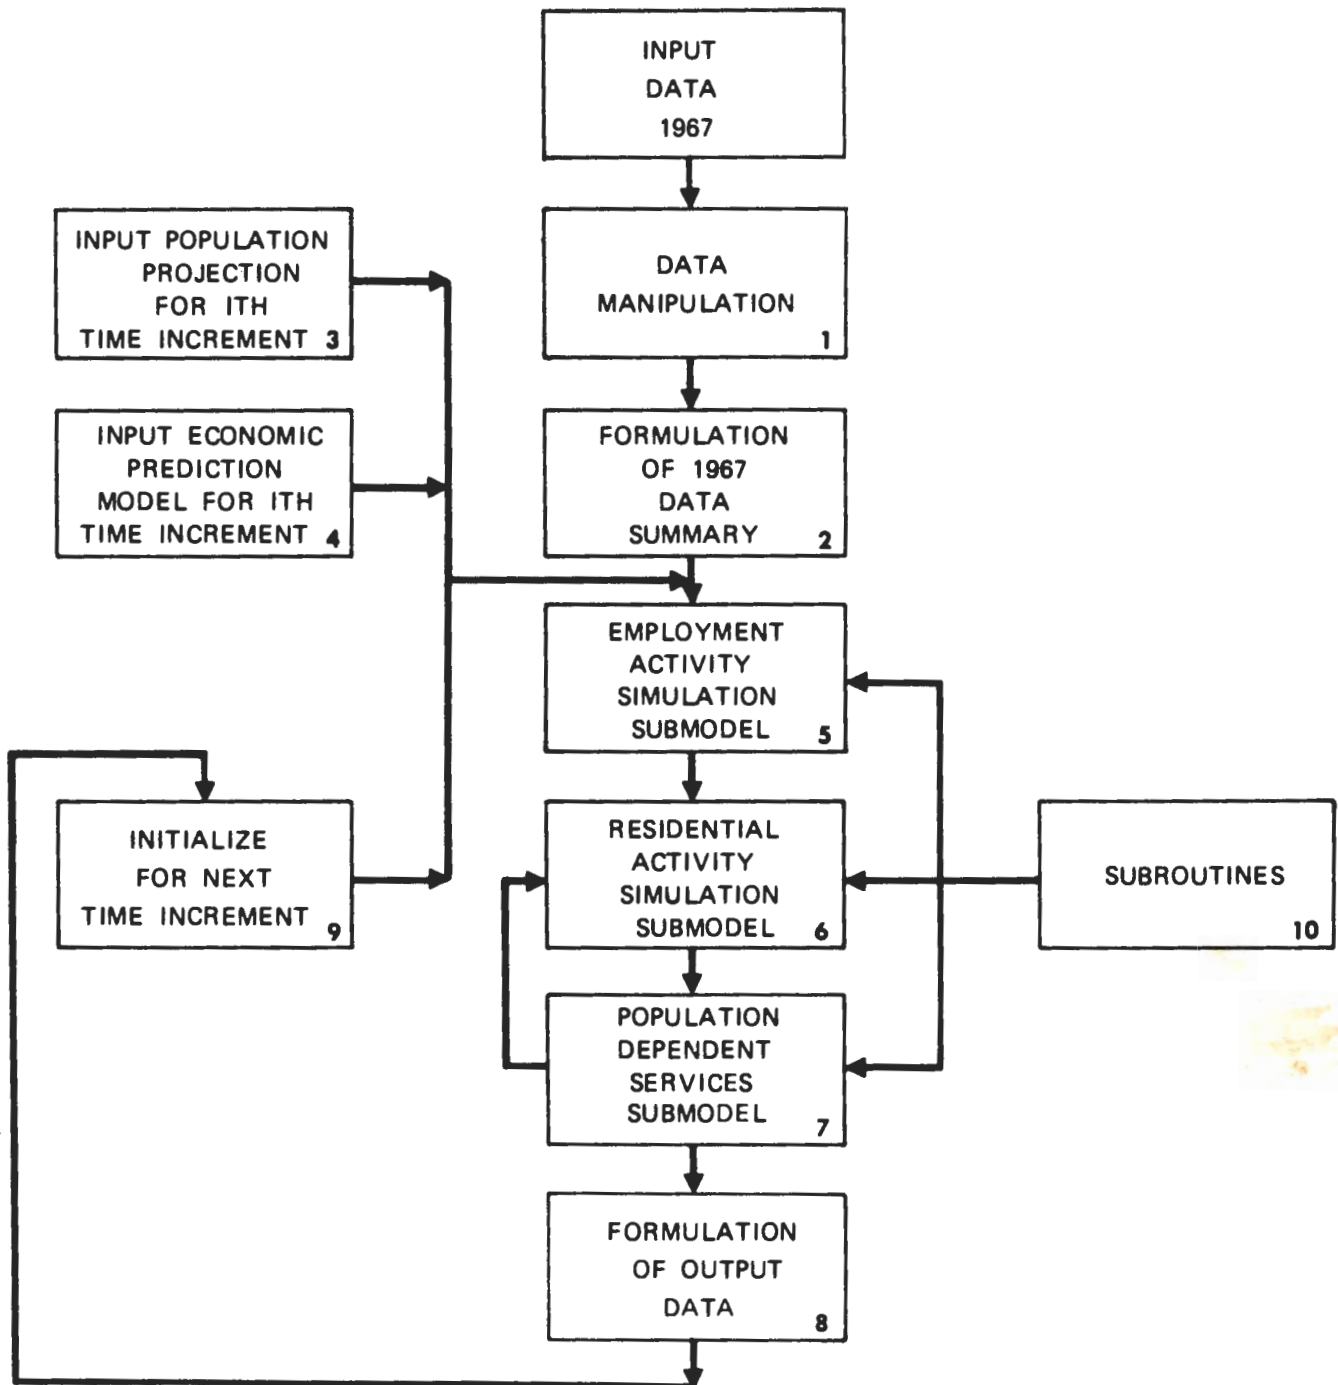 INPUT
DATA
1967
DATA
MANIPULATION
1
INPUT POPULATION
PROJECTION
FOR ITH
TIME INCREMENT 3
FORMULATION
OF 1967
DATA
SUMMARY 2
INPUT ECONOMIC
PREDICTION
MODEL FOR ITH
TIME INCREMENT 4
EMPLOYMENT
ACTIVITY
SIMULATION
SUBMODEL 5
INITIALIZE
FOR NEXT
TIME INCREMENT
9
RESIDENTIAL
ACTIVITY
SIMULATION
SUBMODEL 6
SUBROUTINES
10
POPULATION
DEPENDENT
SERVICES
SUBMODEL 7
FORMULATION
OF OUTPUT
DATA
8